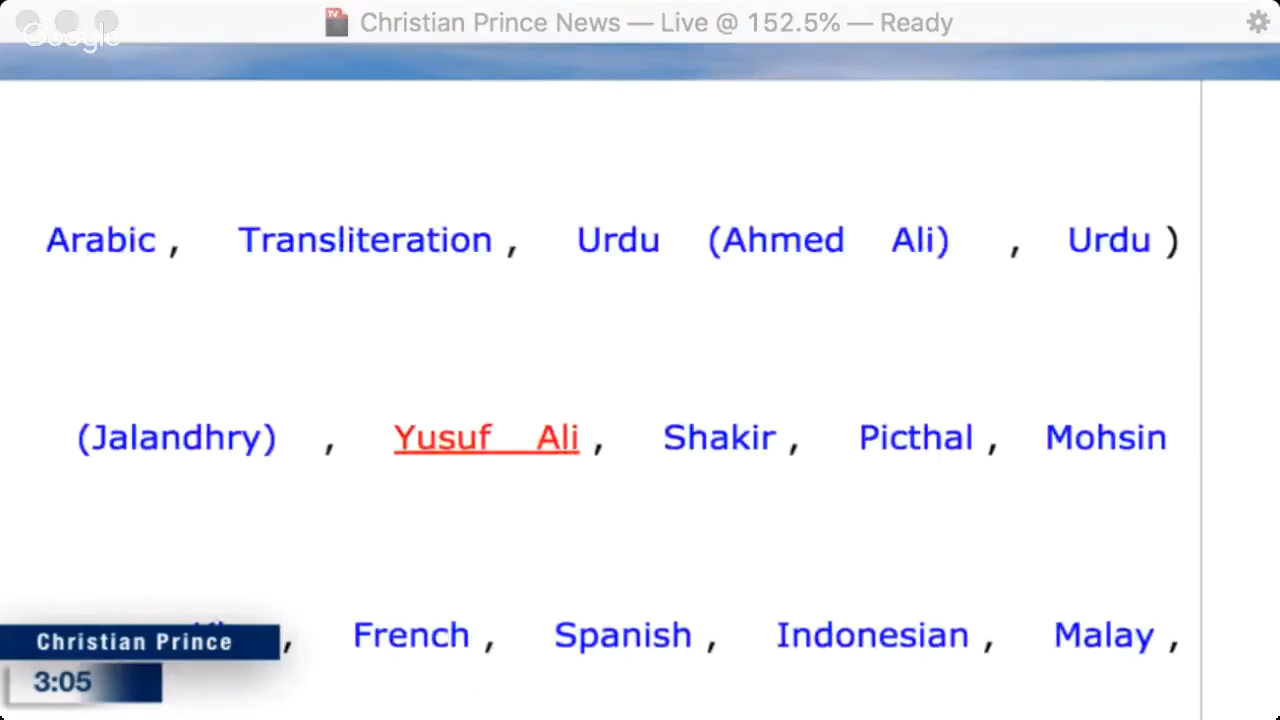 Christian Prince News — Live @ 152.5% — Ready
Google
Arabic , Transliteration , Urdu (Ahmed Ali) , Urdu )
(Jalandhry) , Yusuf Ali , Shakir , Picthal , Mohsin
, French , Spanish , Indonesian , Malay ,
Christian Prince
3:05